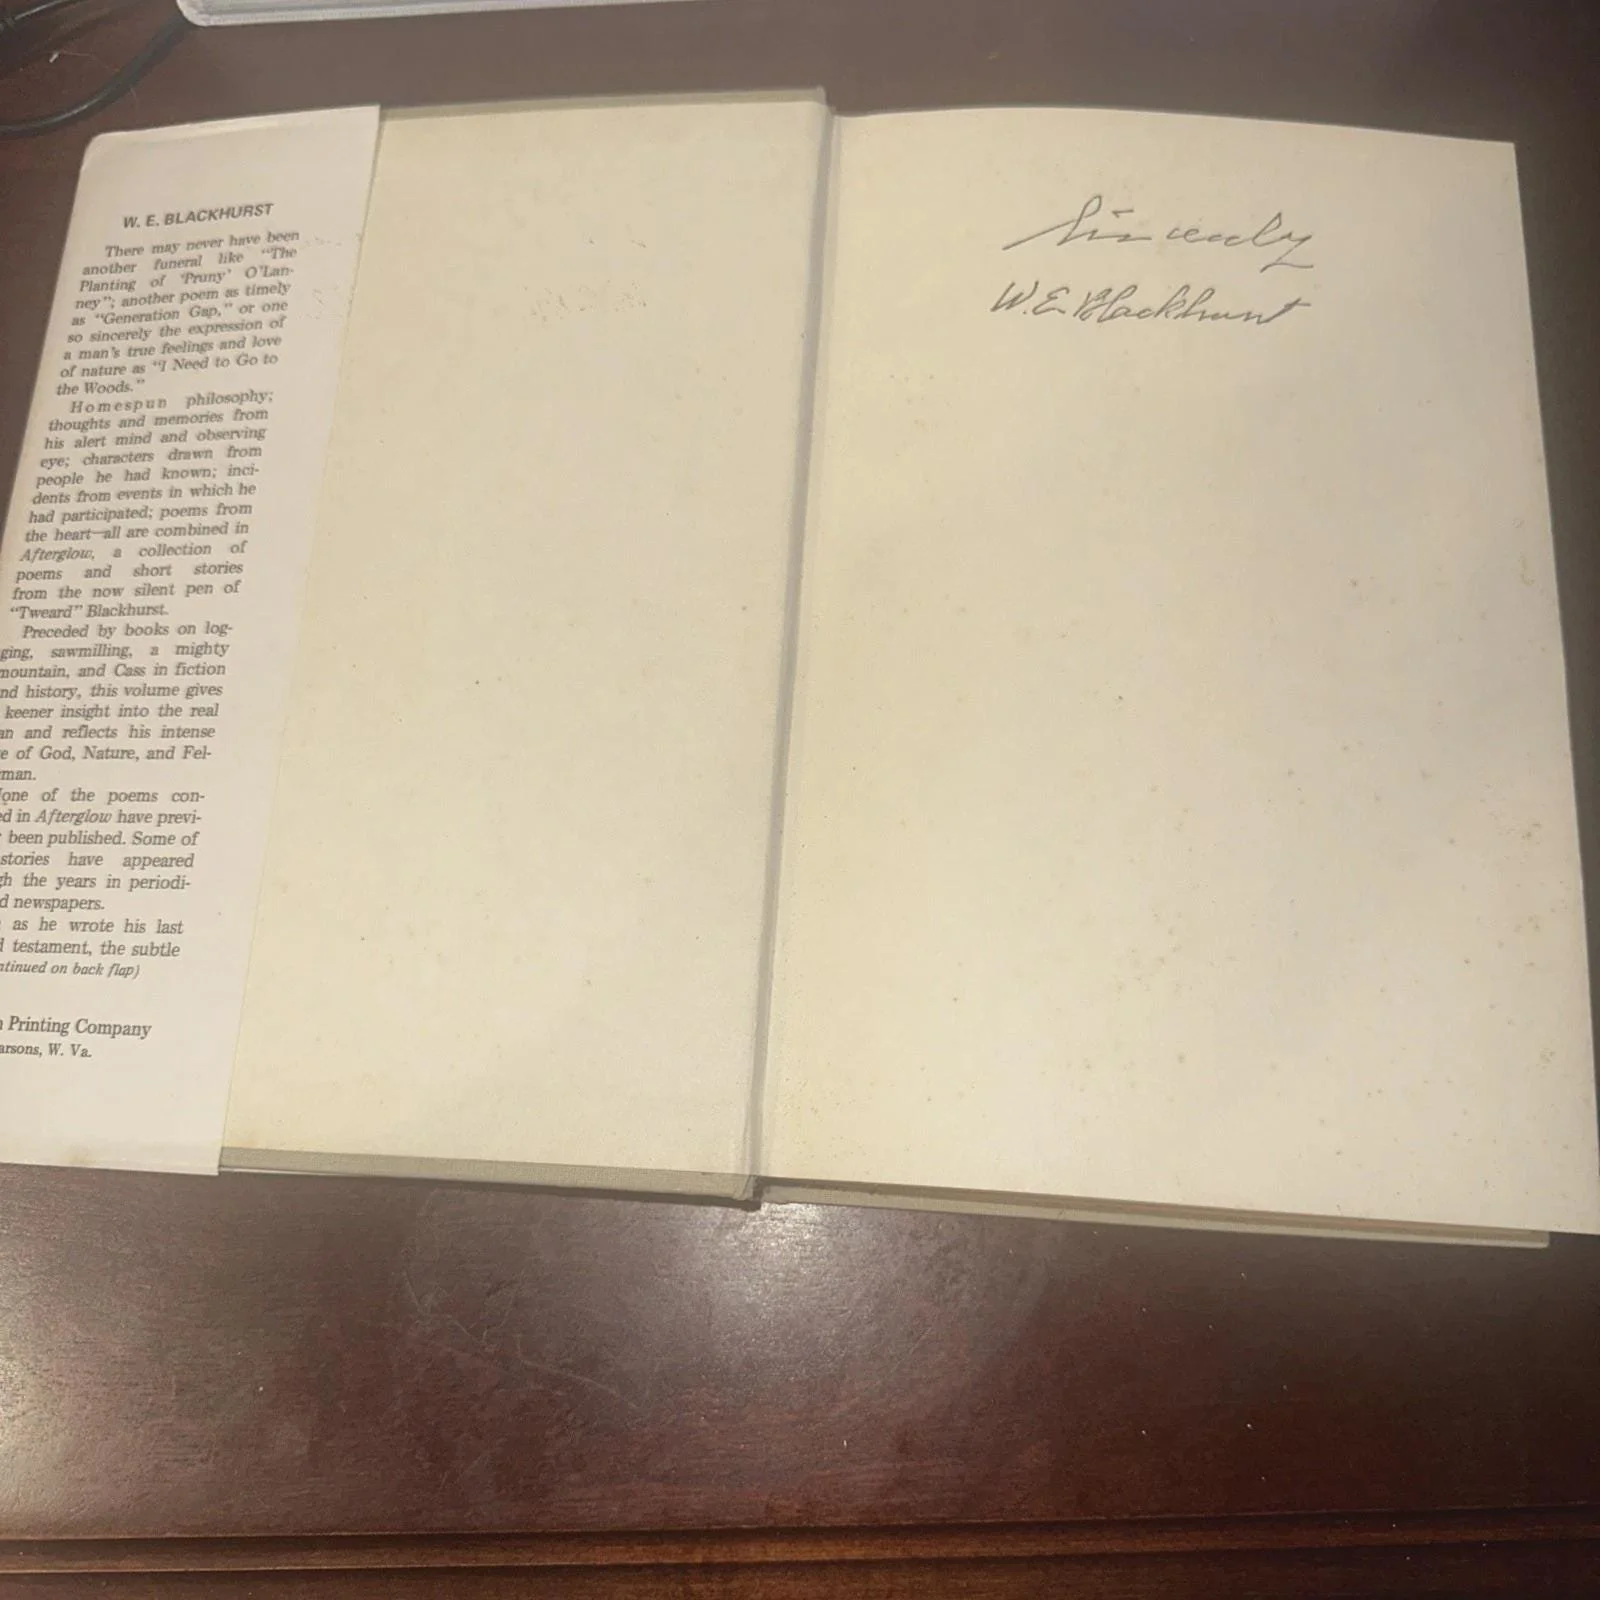 W. E. BLACKHURST
There may never have been
another funeral like "The
Planting of 'Pruny' O'Lan-
ney"; another poem as timely
as "Generation Gap," or one
so sincerely the expression of
a man's true feelings and love
of nature as "I Need to Go to
the Woods."
Homespun philosophy;
thoughts and memories from
his alert mind and observing
eye; characters drawn from
people he had known; inci-
dents from events in which he
had participated; poems from
the heart—all are combined in
Afterglow, a collection of
poems and short stories
from the now silent pen of
"Tweard" Blackhurst.
Preceded by books on log-
ging, sawmilling, a mighty
mountain, and Cass in fiction
nd history, this volume gives
keener insight into the real
an and reflects his intense
e of God, Nature, and Fel-
man.
one of the poems con-
ed in Afterglow have previ-
been published. Some of
stories have appeared
gh the years in periodi-
d newspapers.
as he wrote his last
d testament, the subtle
ntinued on back flap)
n Printing Company
arsons, W. Va.
Sincerely
W. E. Blackhurst